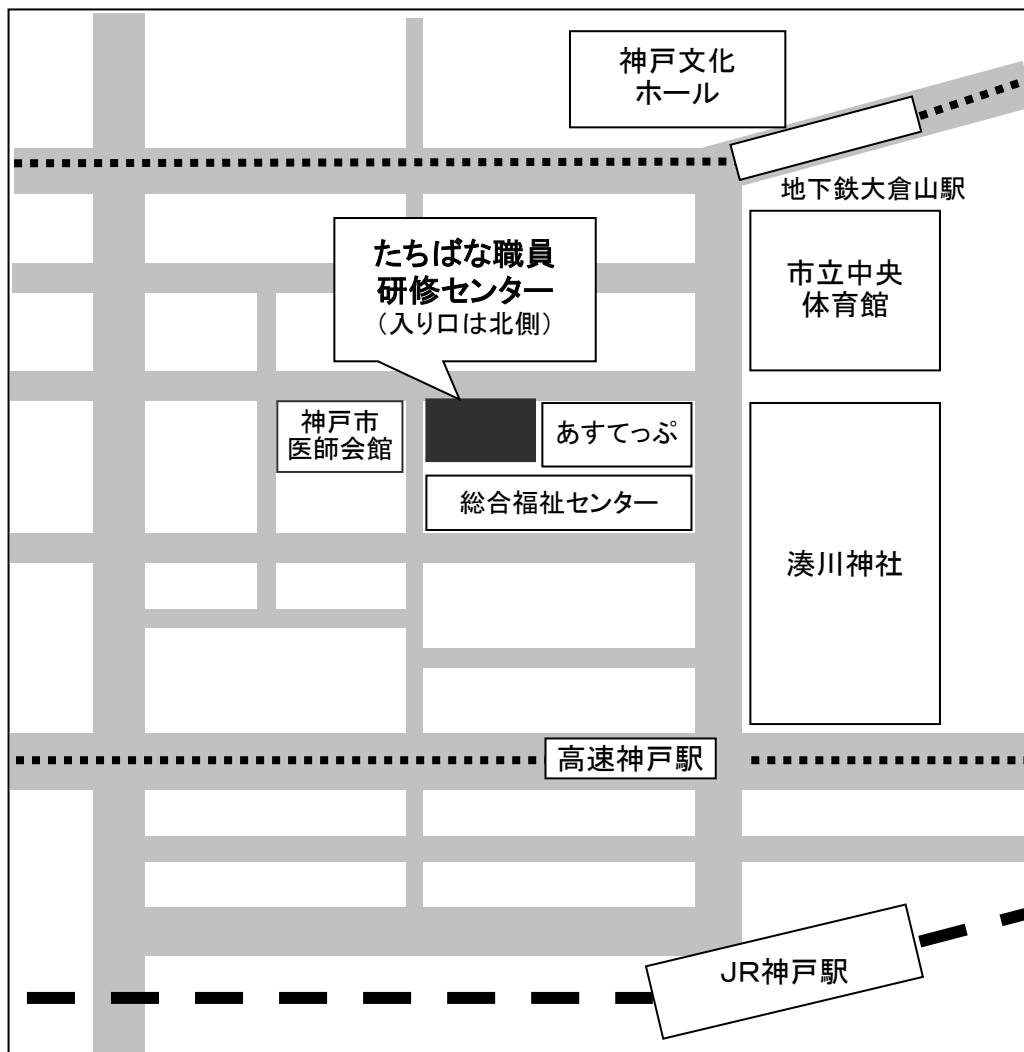 神戸文化
ホール
地下鉄大倉山駅
たちばな職員
研修センター
（入り口は北側）
市立中央
体育館
神戸市
医師会館
あすてっぷ
総合福祉センター
湊川神社
高速神戸駅
ＪＲ神戸駅